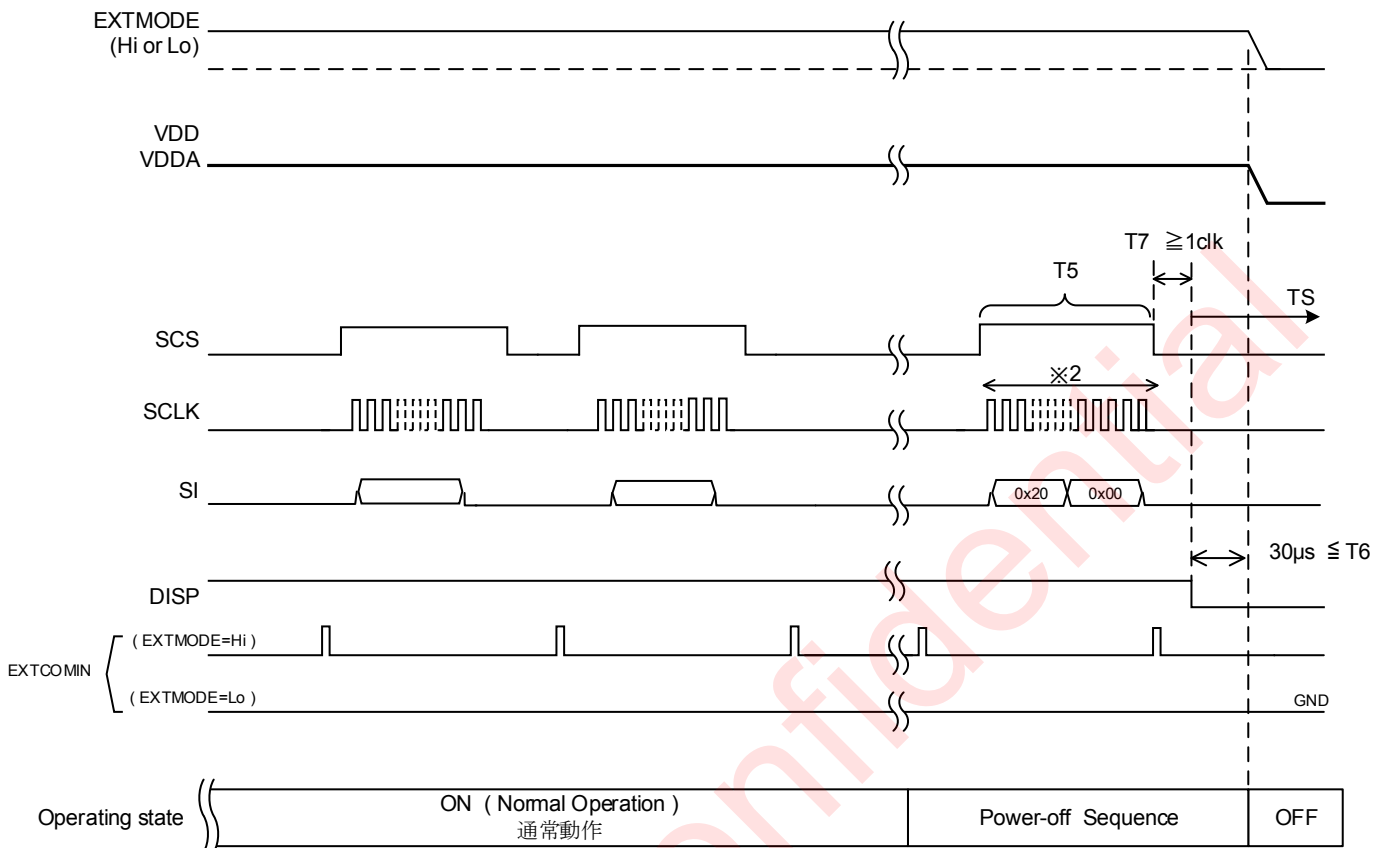 EXTMODE
(Hi or Lo)
VDD
VDDA
T7 ≧1clk
T5
TS
SCS
※2
SCLK
SI
0x20
0x00
30µs ≦ T6
DISP
( EXTMODE=Hi )
EXTCOMIN
( EXTMODE=Lo )
GND
Operating state
ON ( Normal Operation )
通常動作
Power-off Sequence
OFF
onfidential